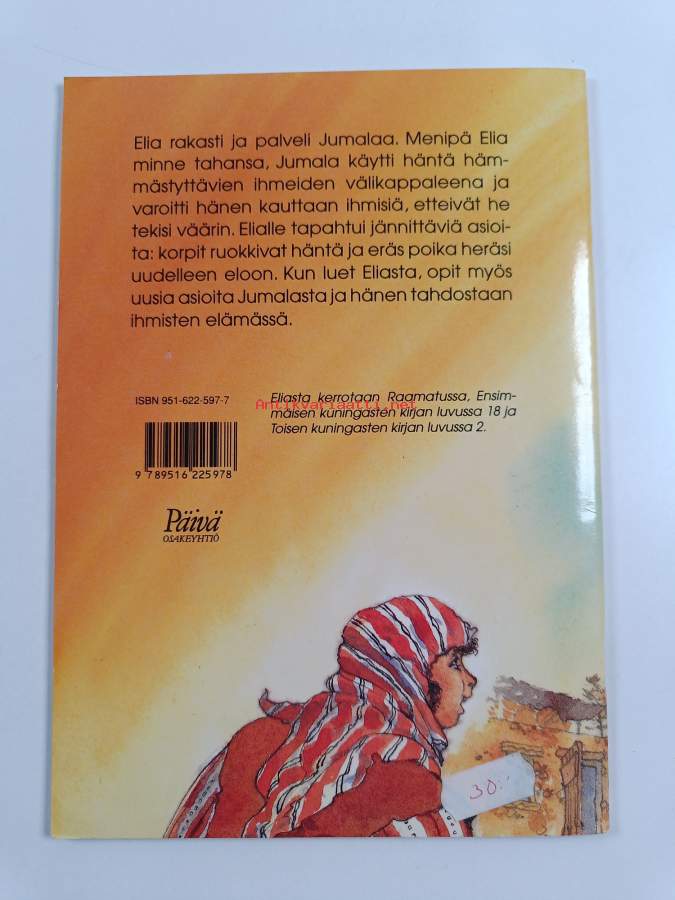 Elia rakasti ja palveli Jumalaa. Menipä Elia
minne tahansa, Jumala käytti häntä häm-
mästyttävien ihmeiden välikappaleena ja
varoitti hänen kauttaan ihmisiä, etteivät he
tekisi väärin. Elialle tapahtui jännittäviä asioi-
ta: korpit ruokkivat häntä ja eräs poika heräsi
uudelleen eloon. Kun luet Eliasta, opit myös
uusia asioita Jumalasta ja hänen tahdostaan
ihmisten elämässä.
ISBN 951-622-597-7
Eliasta kerrotaan Raamatussa, Ensim-
mäisen kuningasten kirjan luvussa 18 ja
Toisen kuningasten kirjan luvussa 2.
Antikvariaatti.net
9 789516 225978
Päivä
OSAKEYHTIÖ
30:-